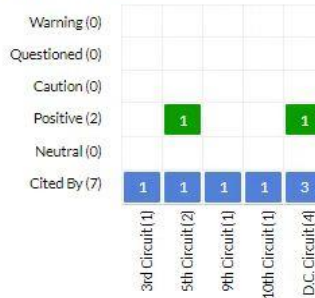 Warning (0)
Questioned (0)
Caution (0)
Positive (2)
1
1
Neutral (0)
Cited By (7)
1
1
1
1
3
3rd Circuit (1)
5th Circuit (2)
9th Circuit (1)
10th Circuit (1)
D.C. Circuit (4)